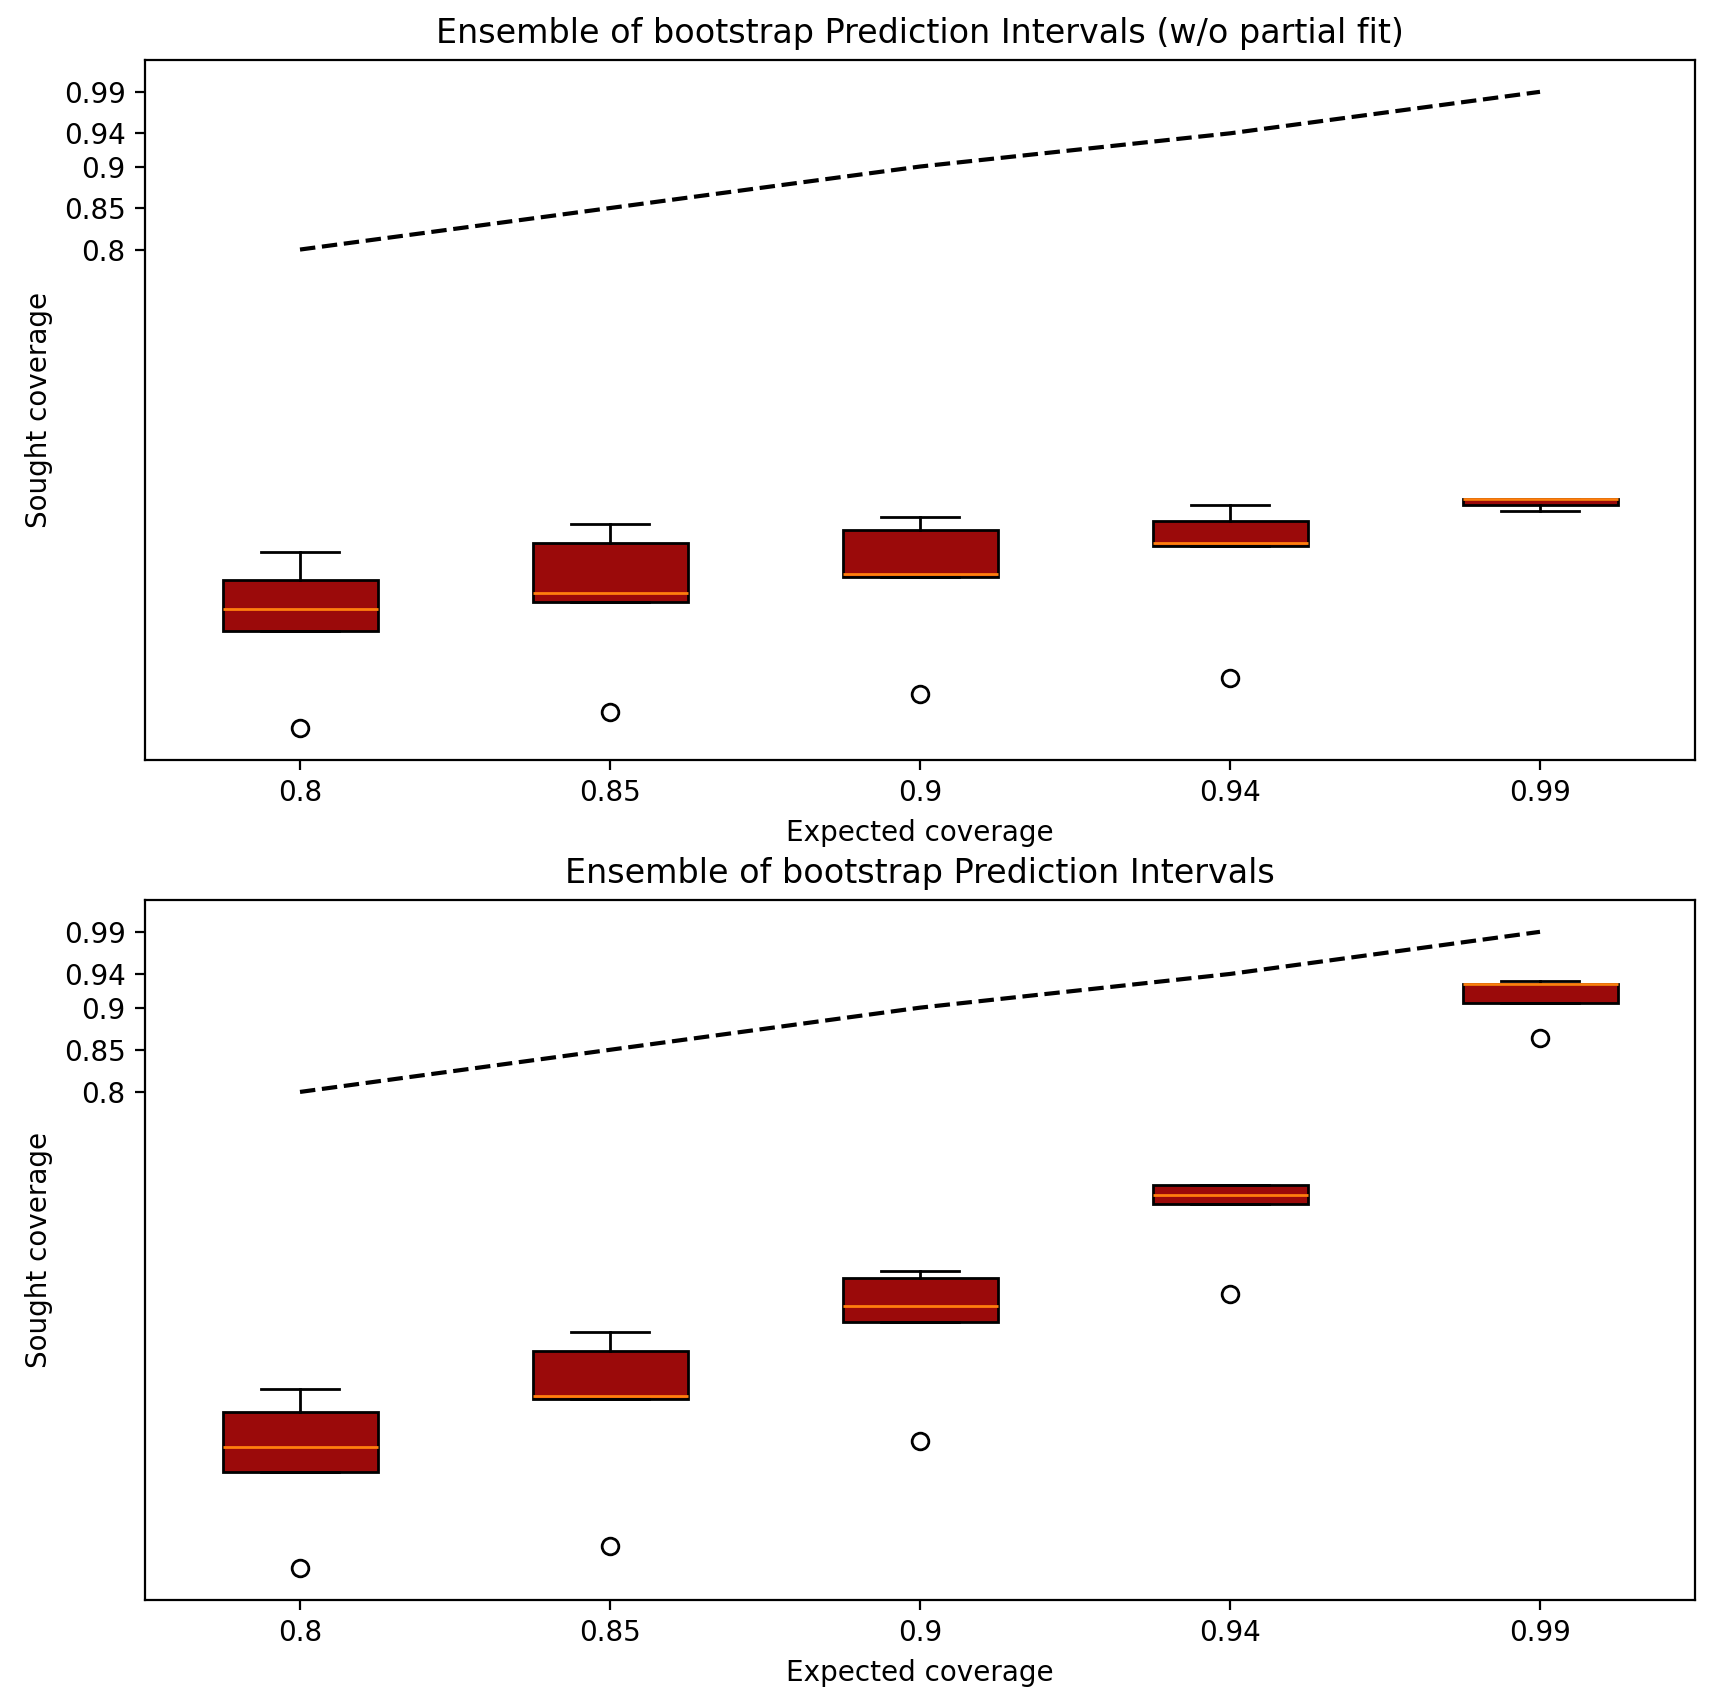 Ensemble of bootstrap Prediction Intervals (w/o partial fit)
0.99
0.94
0.9
0.85
0.8
Sought coverage
0.8 0.85 0.9 0.94 0.99
Expected coverage
Ensemble of bootstrap Prediction Intervals
0.99
0.94
0.9
0.85
0.8
Sought coverage
0.8 0.85 0.9 0.94 0.99
Expected coverage